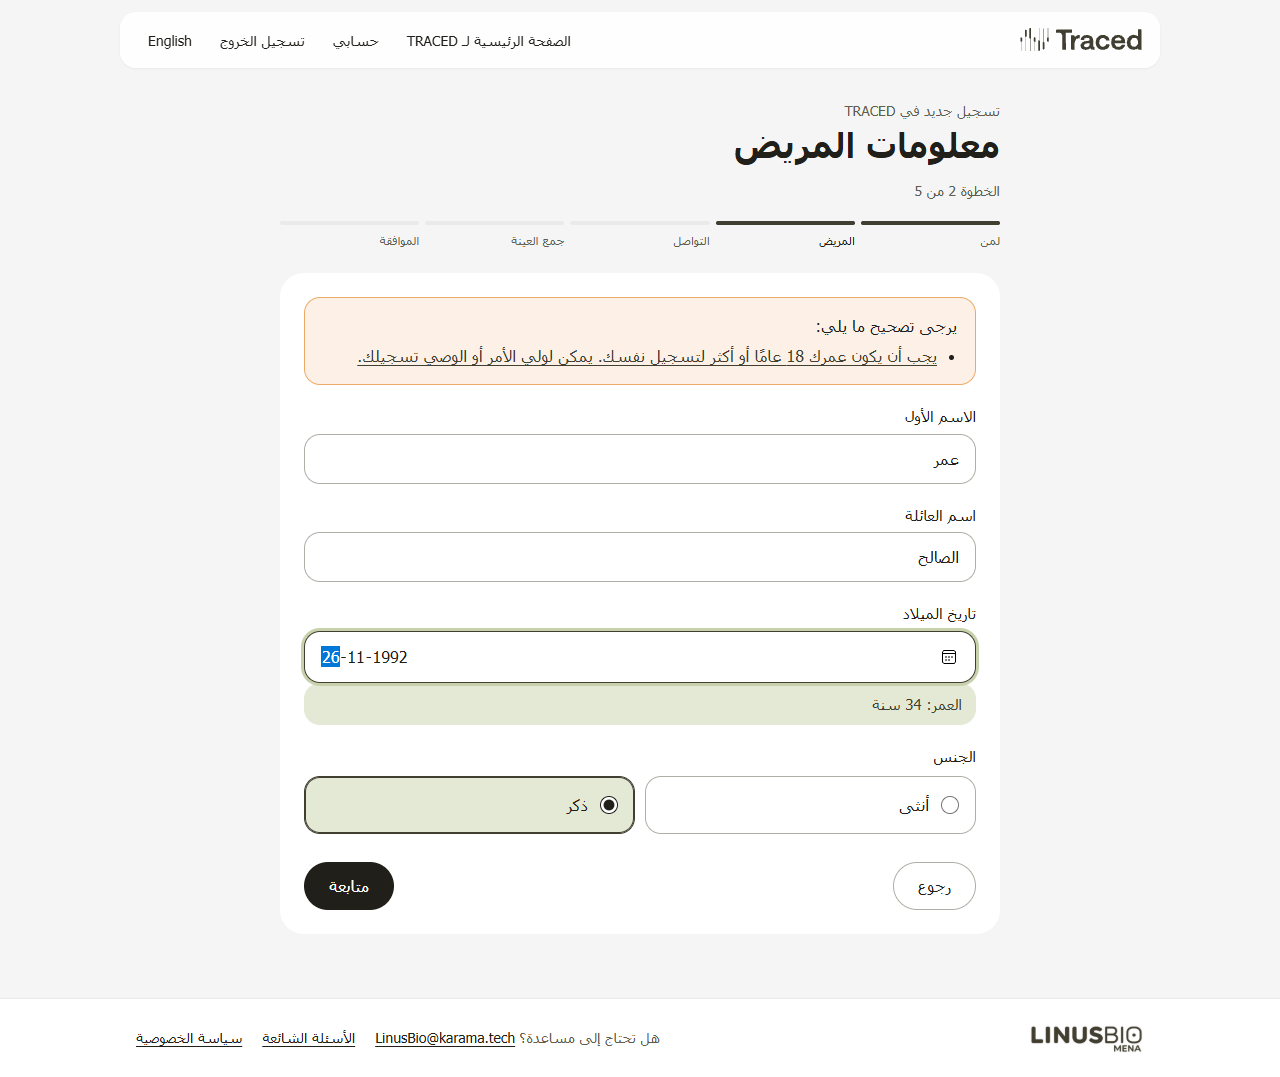 Traced
الصفحة الرئيسية لـ TRACED
حسابي
تسجيل الخروج
English
تسجيل جديد في TRACED
معلومات المريض
الخطوة 2 من 5
لمن
المريض
التواصل
جمع العينة
الموافقة
يرجى تصحيح ما يلي:
• يجب أن يكون عمرك 18 عامًا أو أكثر لتسجيل نفسك. يمكن لولي الأمر أو الوصي تسجيلك.
الاسم الأول
عمر
اسم العائلة
الصالح
تاريخ الميلاد
26-11-1992
العمر: 34 سنة
الجنس
أنثى
ذكر
رجوع
متابعة
LINUSBIO
MENA
هل تحتاج إلى مساعدة؟ LinusBio@karama.tech
الأسئلة الشائعة
سياسة الخصوصية